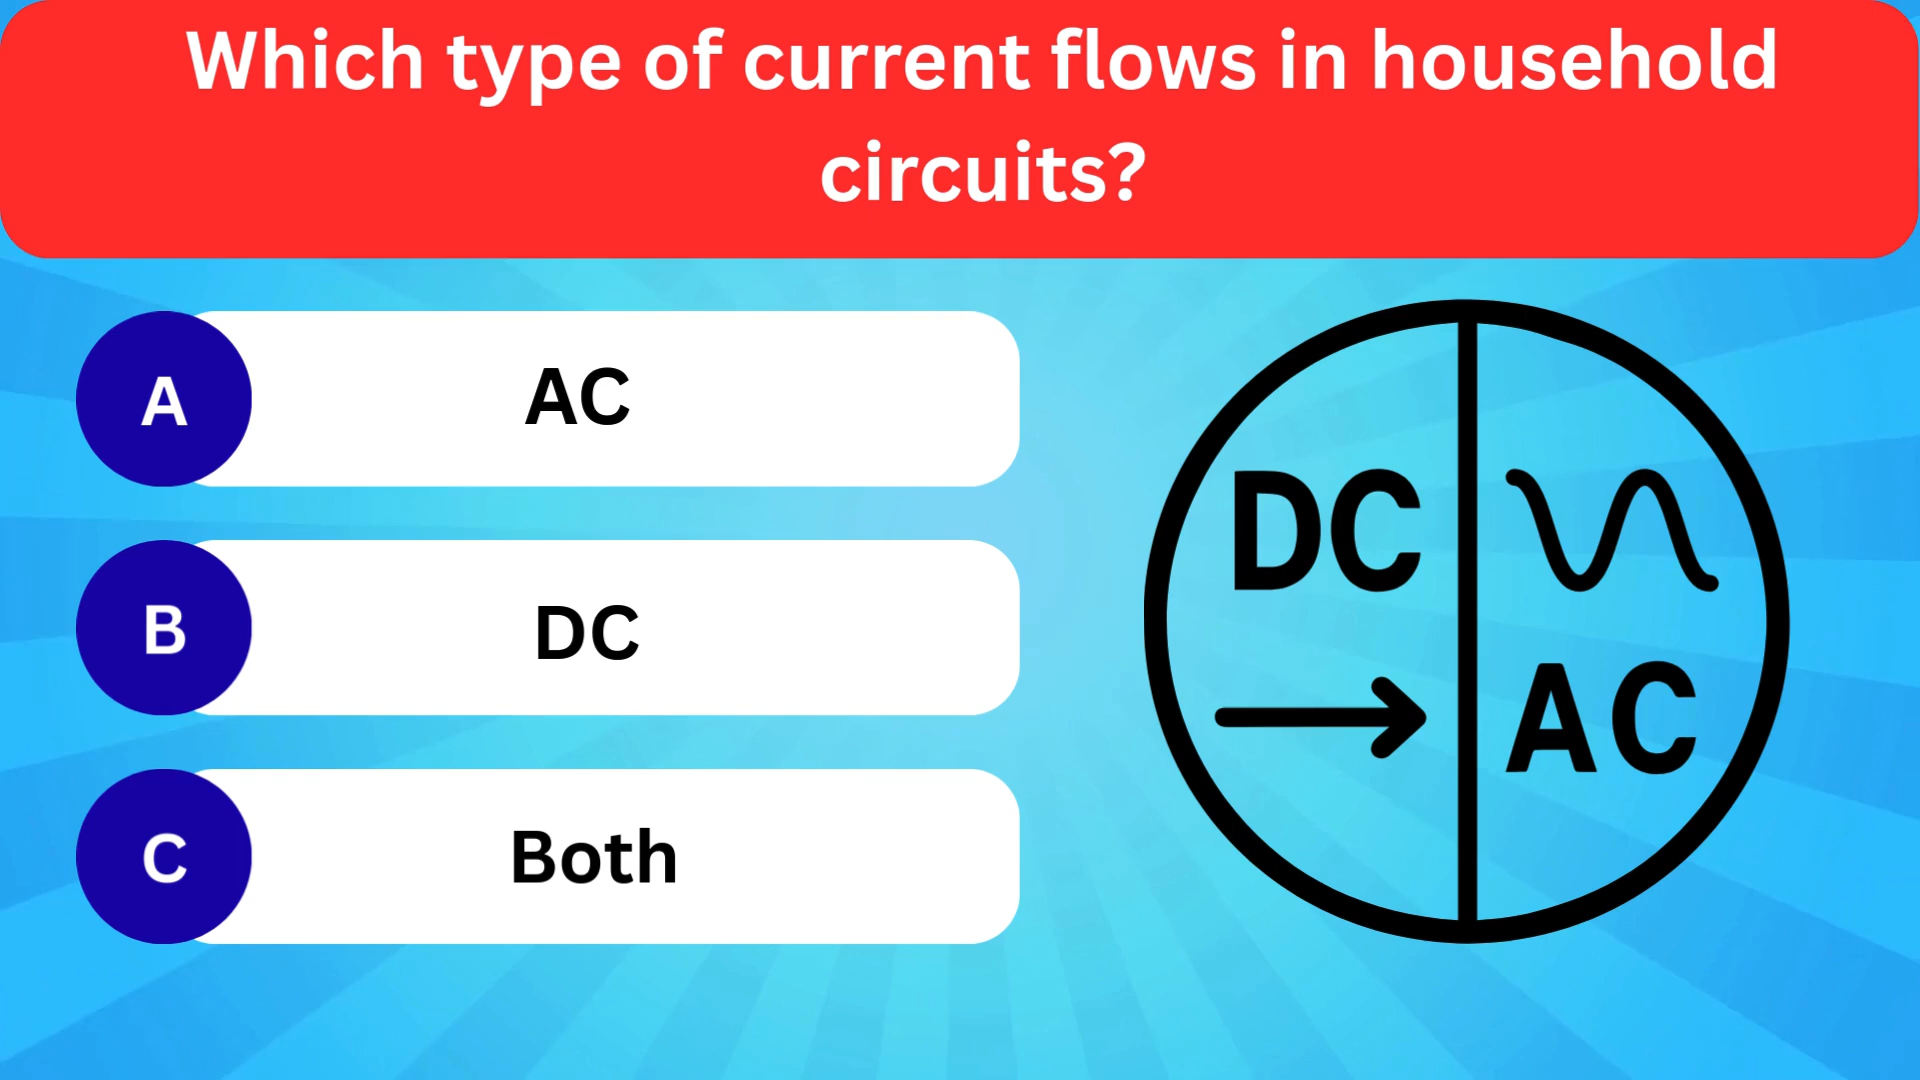 Which type of current flows in household
circuits?
A
AC
B
DC
C
Both
DC
AC